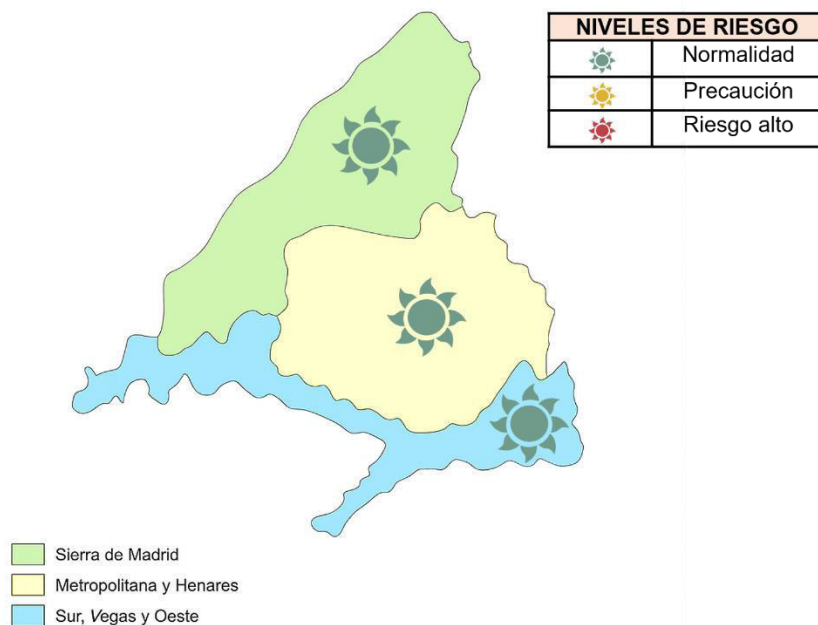 NIVELES DE RIESGO
Normalidad
Precaución
Riesgo alto
Sierra de Madrid
Metropolitana y Henares
Sur, Vegas y Oeste